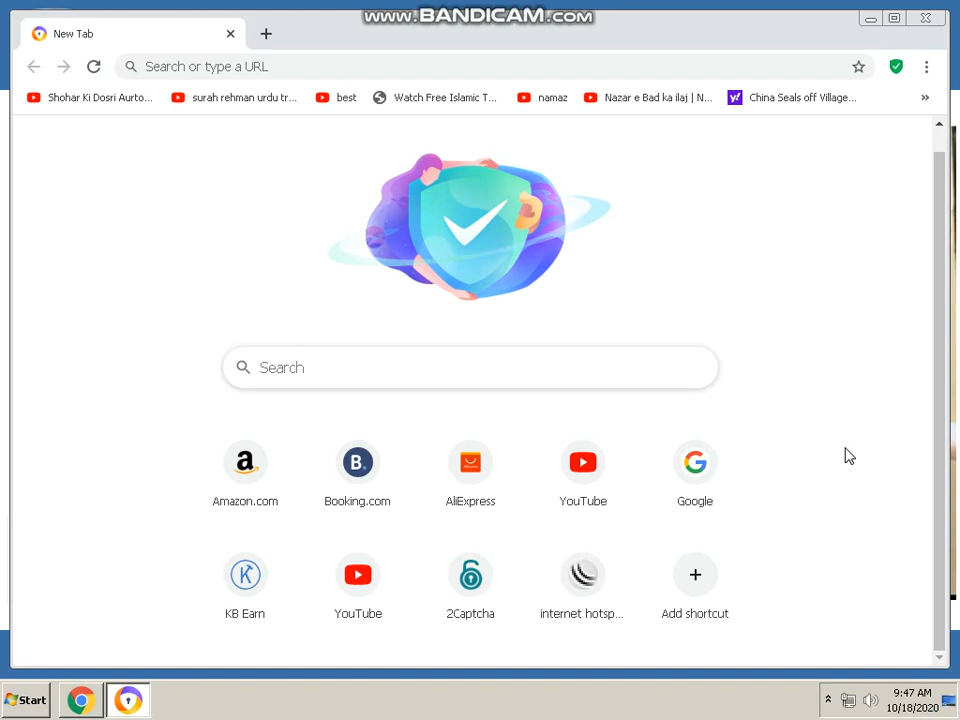 www.BANDICAM.com
New Tab
Search or type a URL
Shohar Ki Dosri Aurto...
surah rehman urdu tr...
best
Watch Free Islamic T...
namaz
Nazar e Bad ka ilaj | N...
China Seals off Village...
Search
Amazon.com
Booking.com
AliExpress
YouTube
Google
KB Earn
YouTube
2Captcha
internet hotsp...
Add shortcut
Start
9:47 AM
10/18/2020